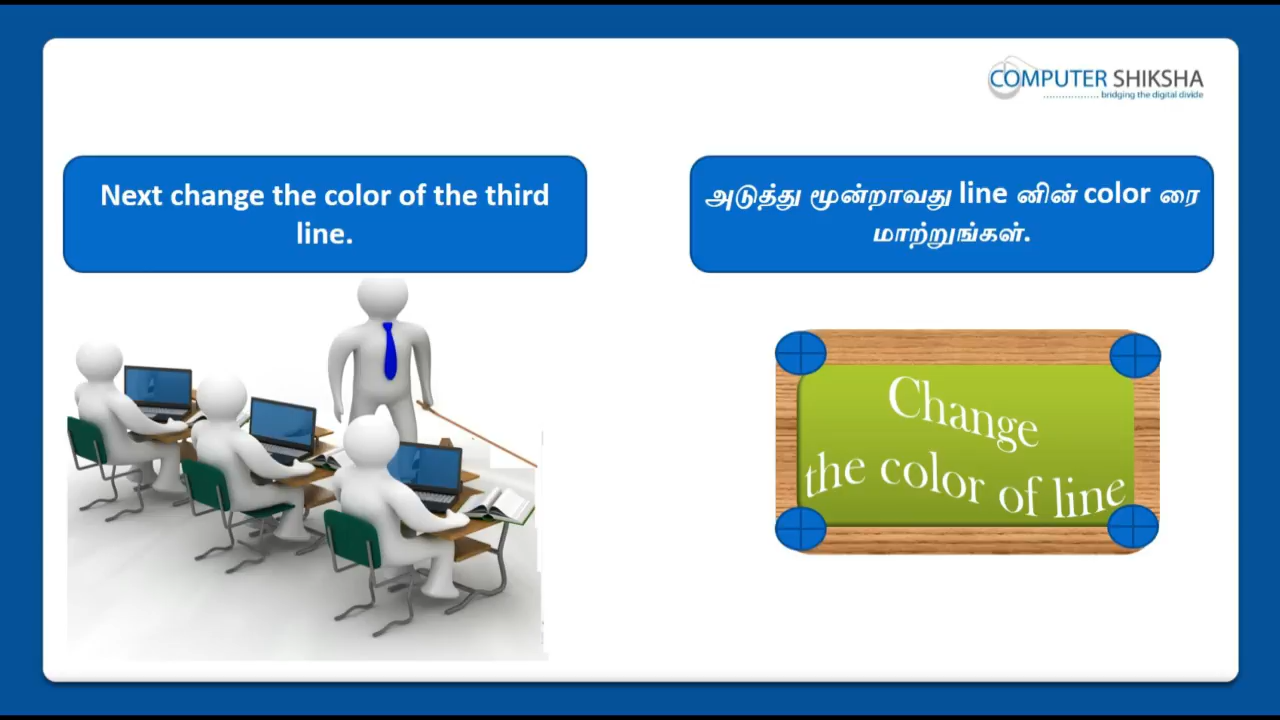 COMPUTER SHIKSHA
bridging the digital divide
Next change the color of the third
line.
அடுத்து மூன்றாவது line னின் color ரை
மாற்றுங்கள்.
Change
the color of line